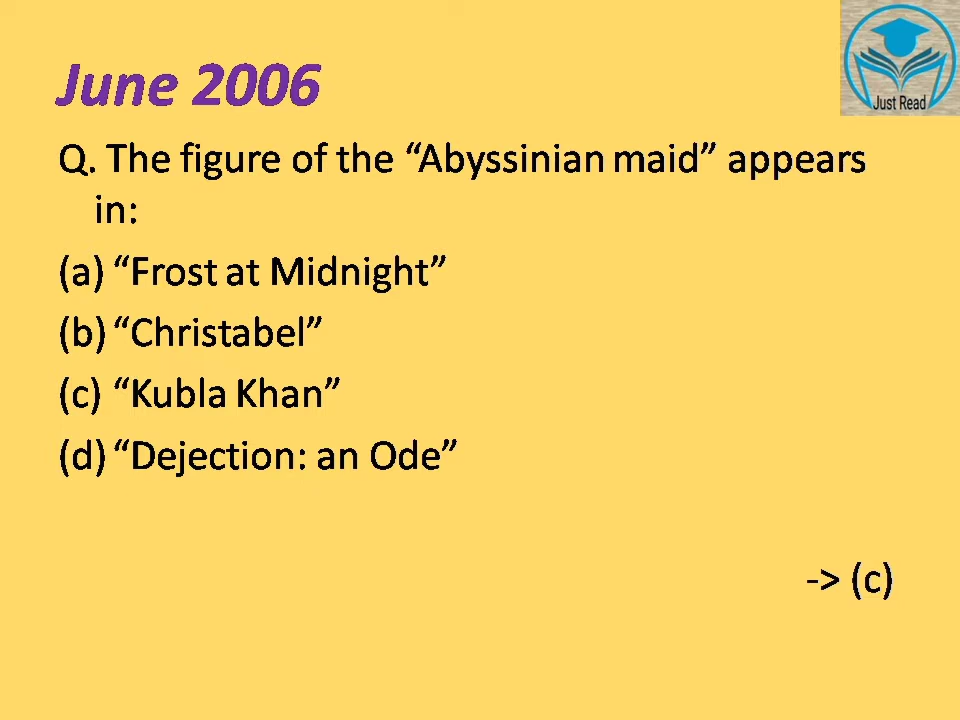 June 2006
Just Read
Q. The figure of the “Abyssinian maid” appears
in:
(a) “Frost at Midnight”
(b) “Christabel”
(c) “Kubla Khan”
(d) “Dejection: an Ode”
-> (c)